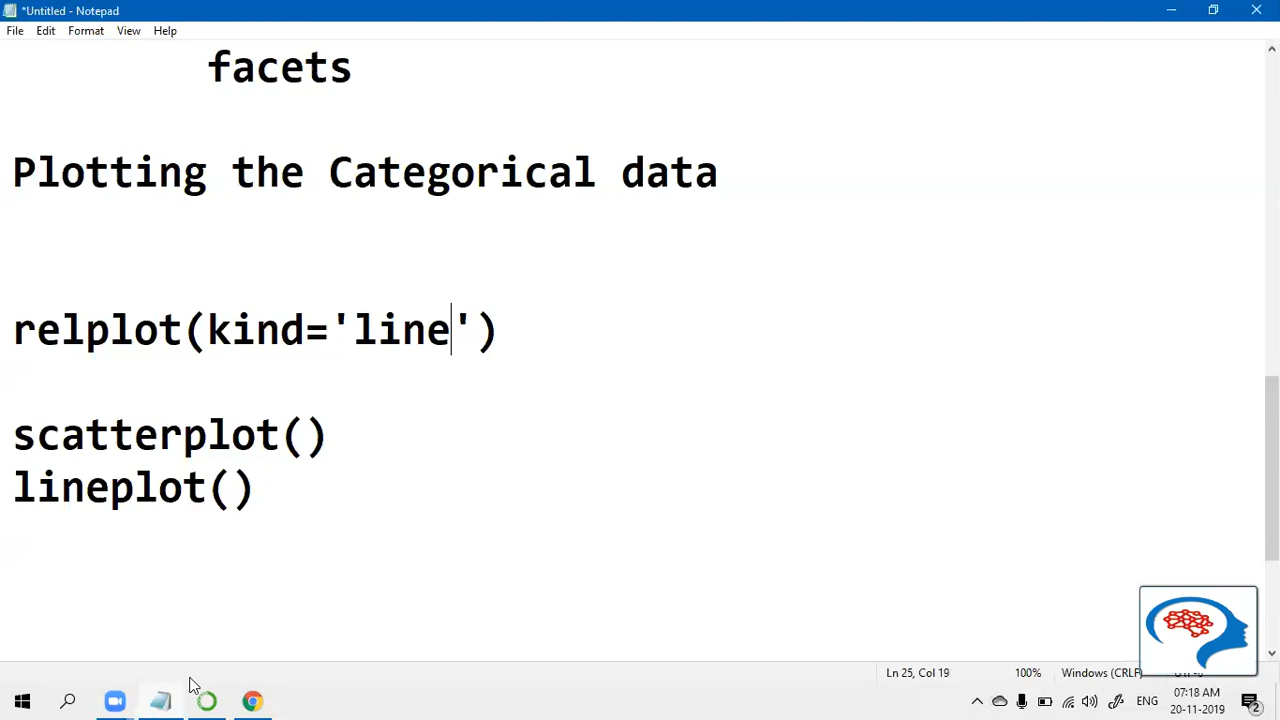 *Untitled - Notepad
File Edit Format View Help
facets
Plotting the Categorical data
relplot(kind='line')
scatterplot()
lineplot()
Ln 25, Col 19 100% Windows (CRLF)
ENG 07:18 AM
20-11-2019 2